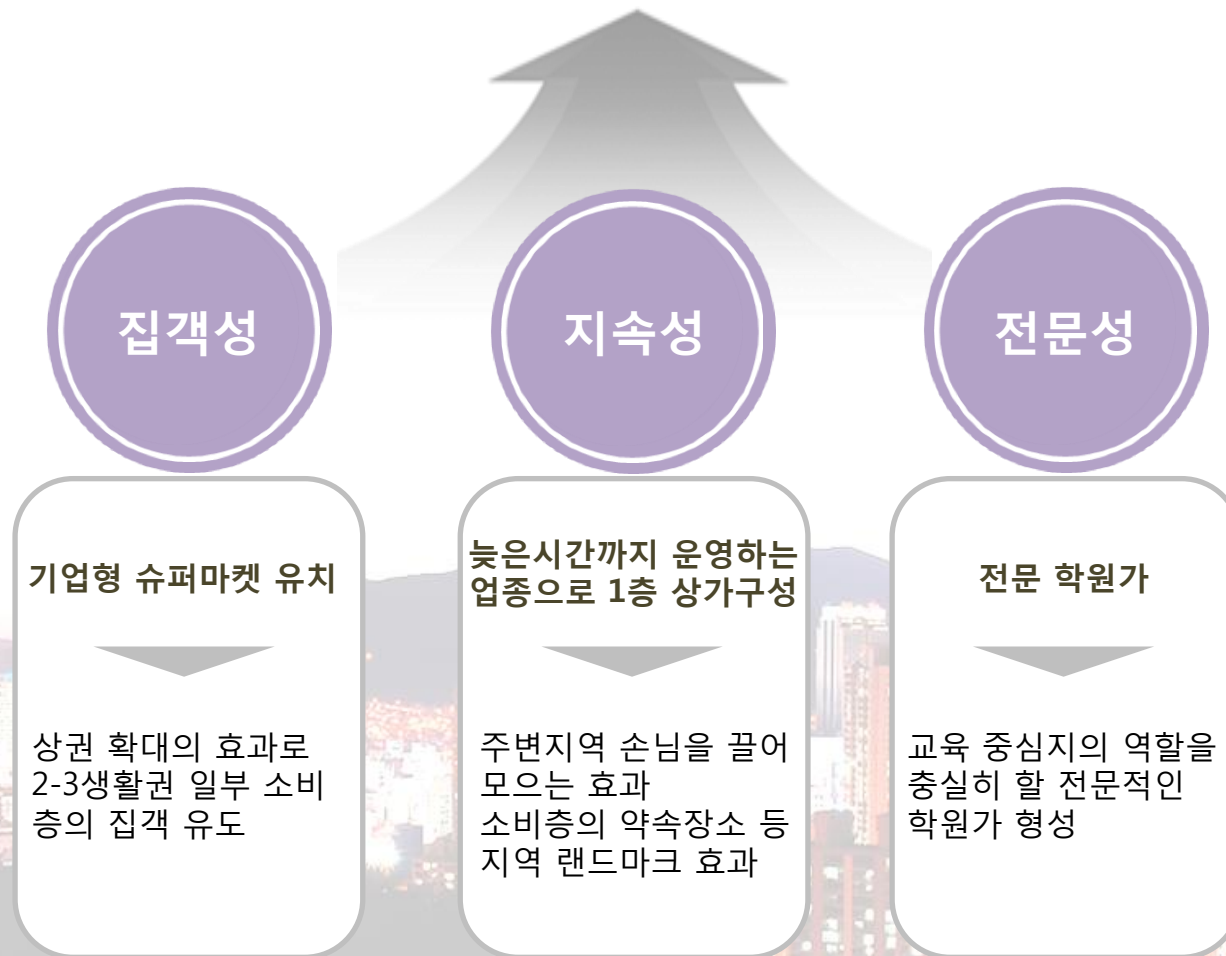 집객성
지속성
전문성
기업형 슈퍼마켓 유치
상권 확대의 효과로
2-3생활권 일부 소비
층의 집객 유도
늦은시간까지 운영하는
업종으로 1층 상가구성
주변지역 손님을 끌어
모으는 효과
소비층의 약속장소 등
지역 랜드마크 효과
전문 학원가
교육 중심지의 역할을
충실히 할 전문적인
학원가 형성